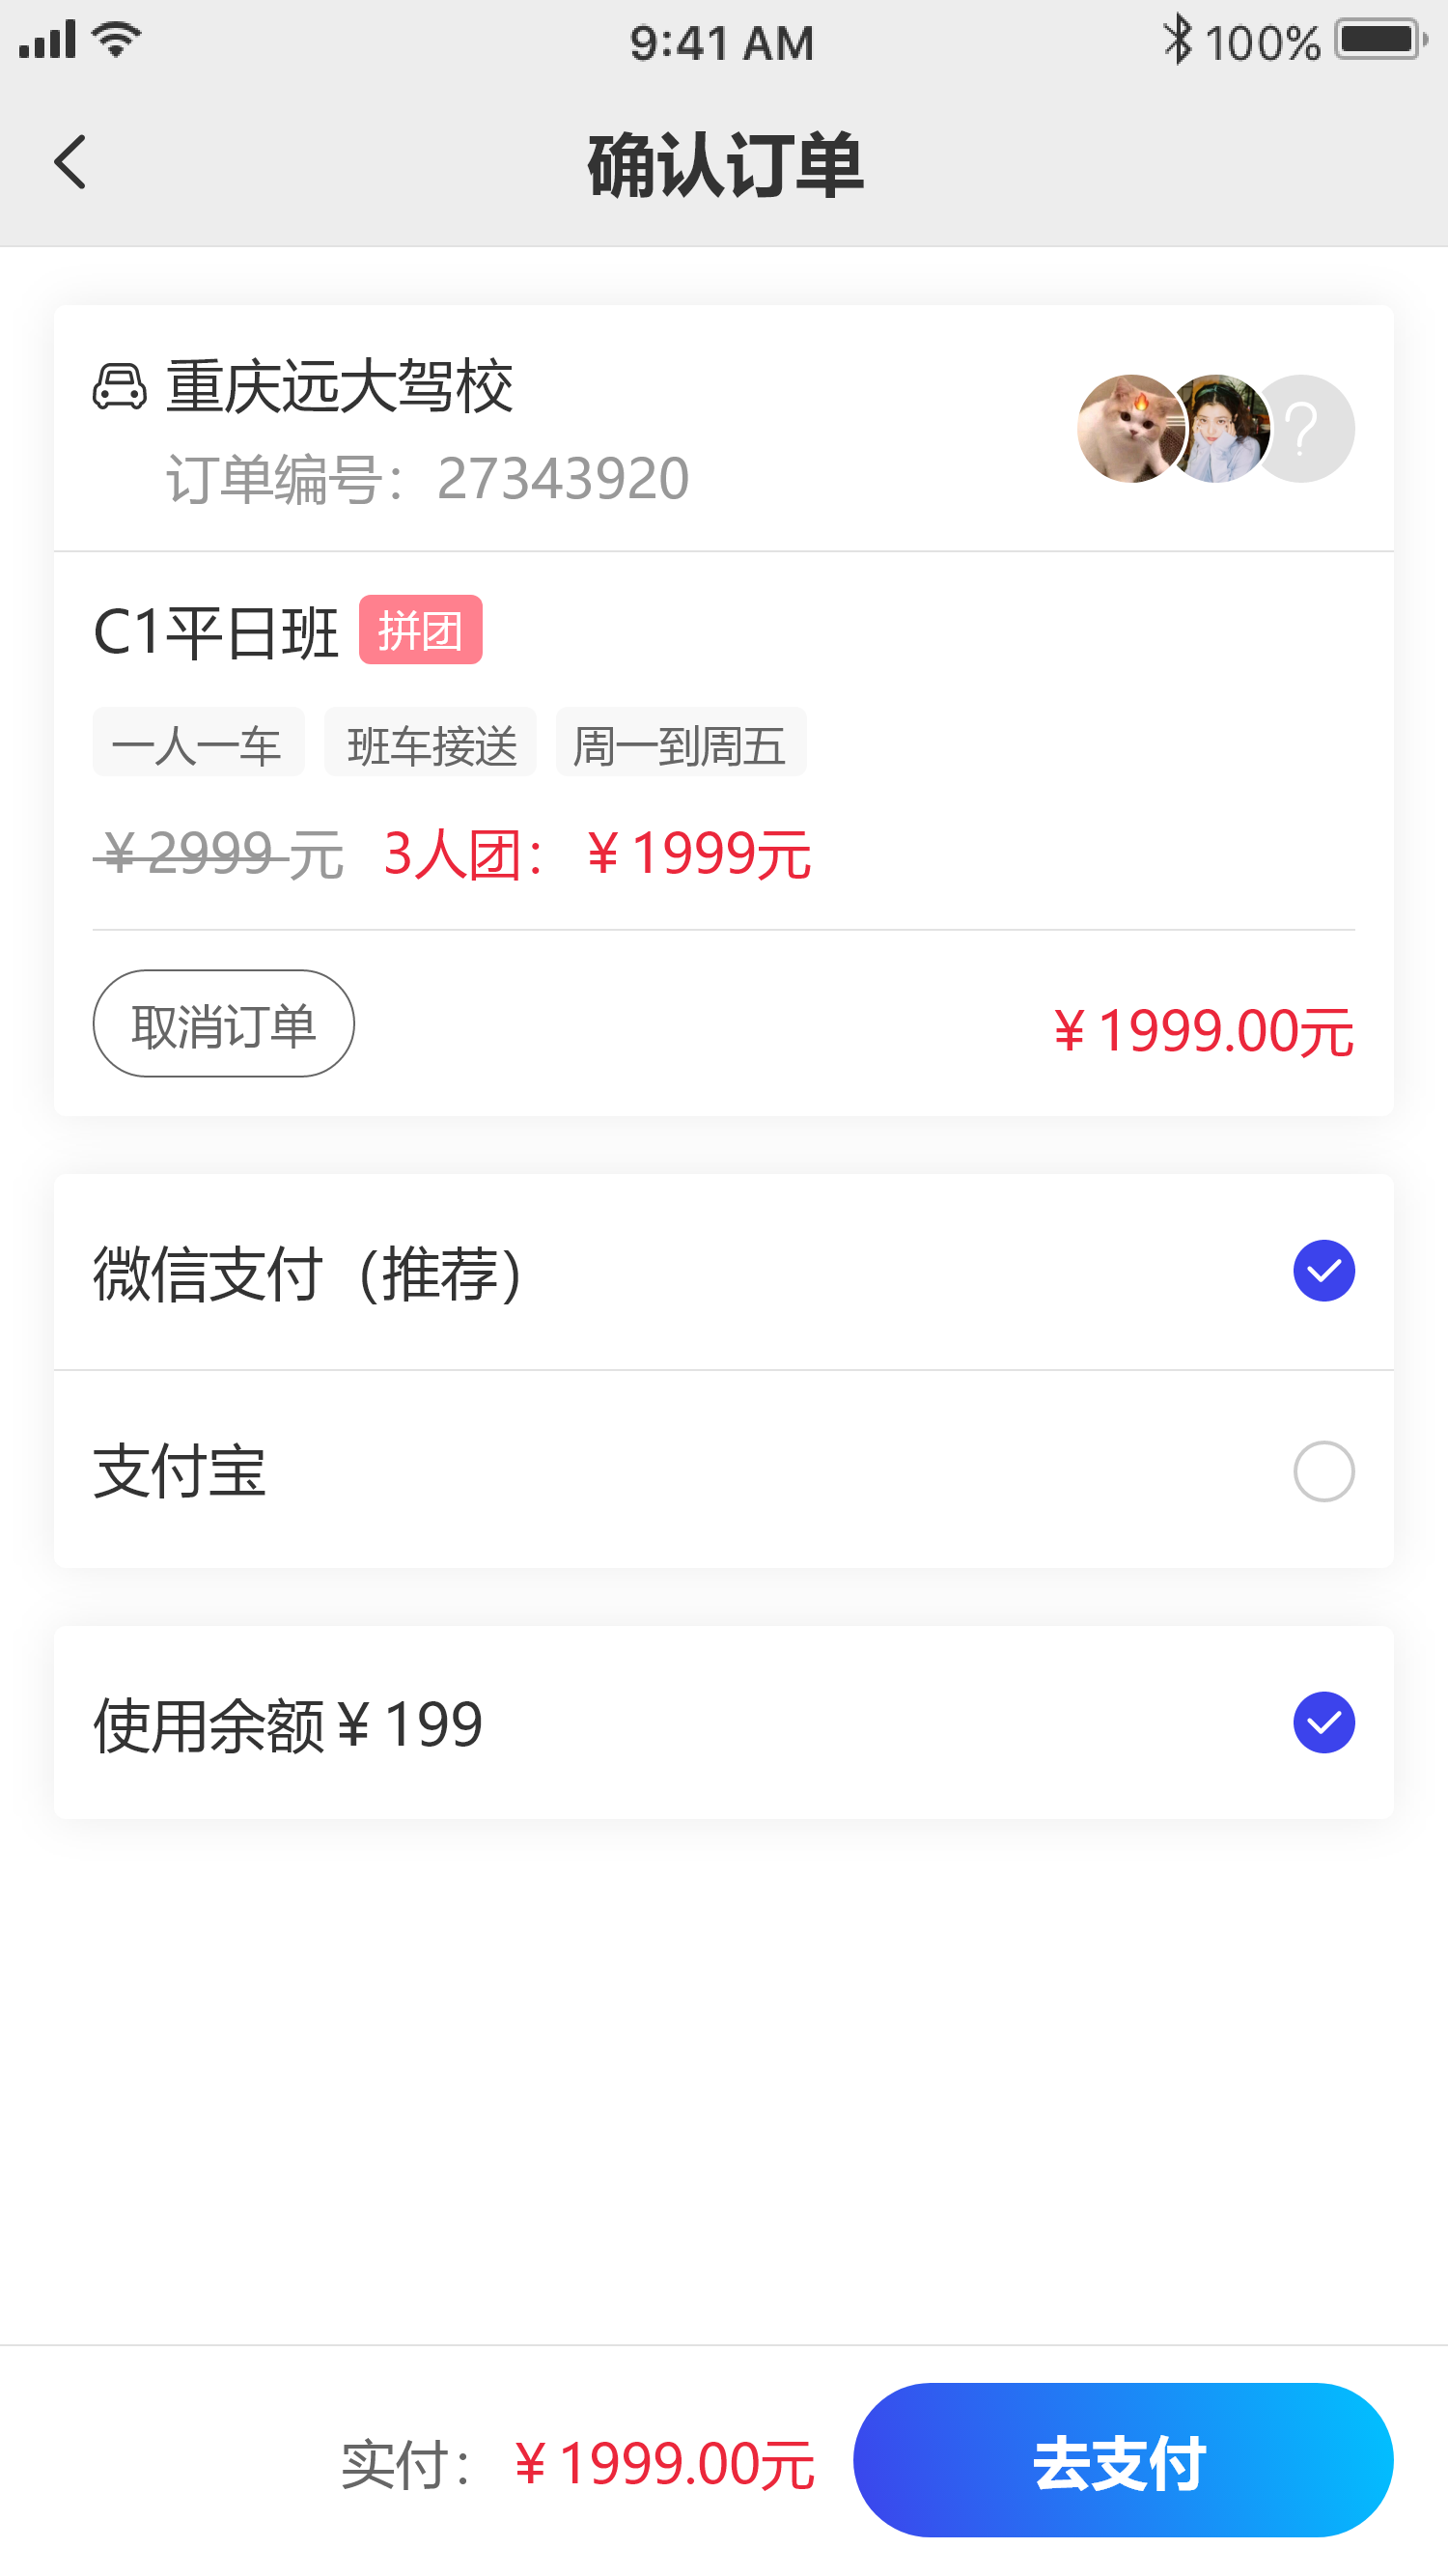 9:41 AM 100%
确认订单
重庆远大驾校
订单编号：27343920
?
C1平日班 拼团
一人一车 班车接送 周一到周五
￥2999 元 3人团：￥1999元
取消订单 ￥1999.00元
微信支付（推荐）
支付宝
使用余额￥199
实付：￥1999.00元 去支付